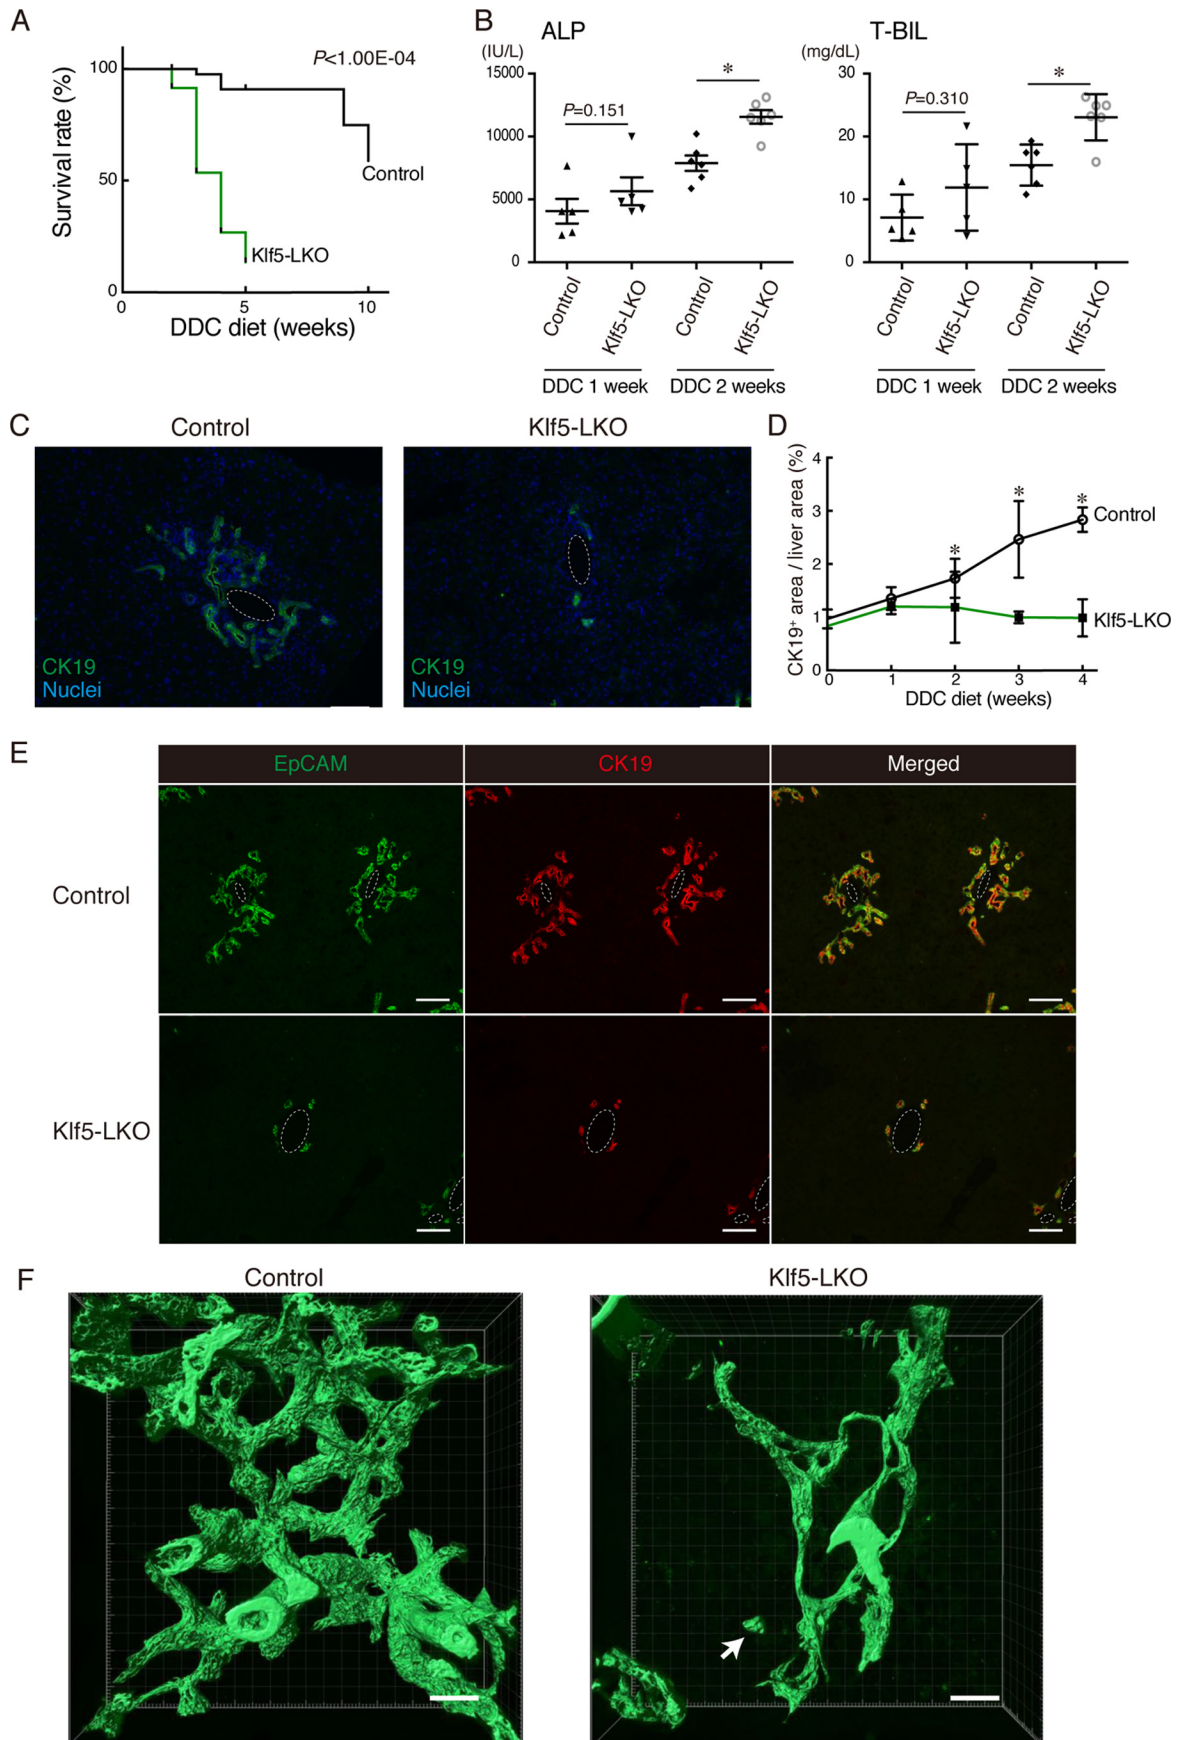 A
P<1.00E-04
Survival rate (%)
100
50
0
0
5
10
Control
Klf5-LKO
DDC diet (weeks)
B
ALP
(IU/L)
15000
10000
5000
0
P=0.151
*
Control
Klf5-LKO
Control
Klf5-LKO
DDC 1 week
DDC 2 weeks
T-BIL
(mg/dL)
30
20
10
0
P=0.310
*
Control
Klf5-LKO
Control
Klf5-LKO
DDC 1 week
DDC 2 weeks
C
Control
Klf5-LKO
CK19
Nuclei
CK19
Nuclei
D
CK19+ area / liver area (%)
4
3
2
1
0
0
1
2
3
4
*
*
*
Control
Klf5-LKO
DDC diet (weeks)
E
EpCAM
CK19
Merged
Control
Klf5-LKO
F
Control
Klf5-LKO